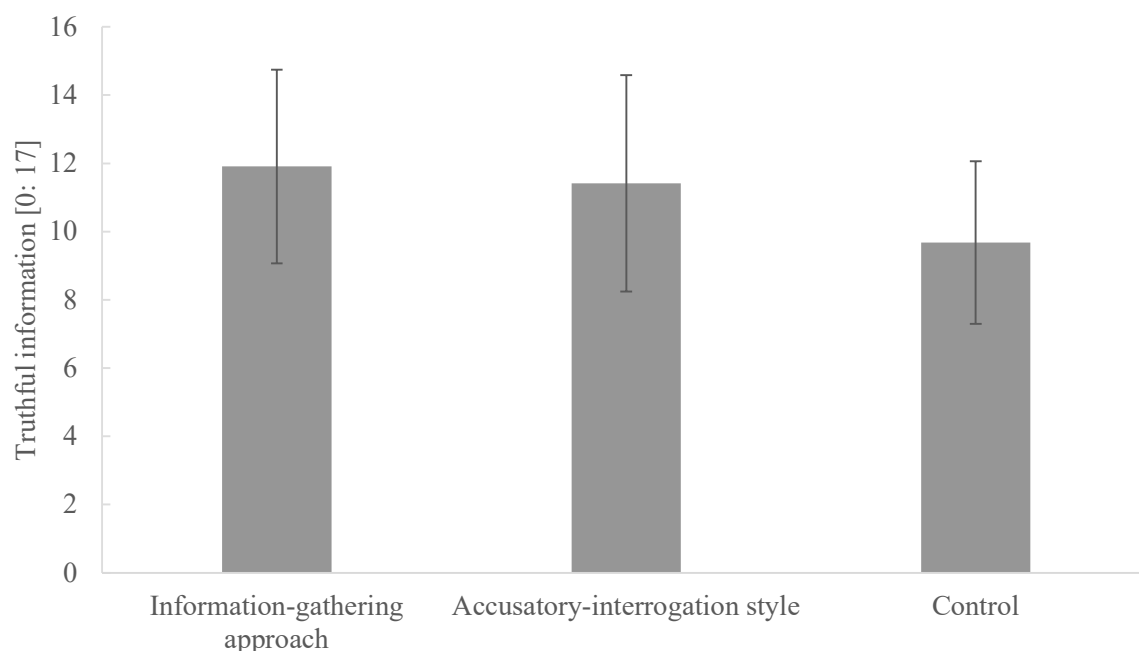 16
14
12
10
8
6
4
2
0
Truthful information [0: 17]
Information-gathering
approach
Accusatory-interrogation style
Control